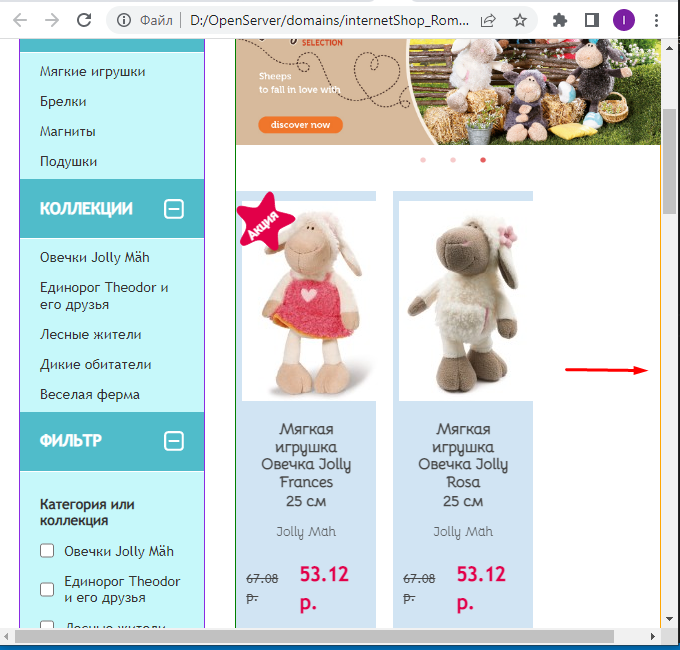 Файл
D:/OpenServer/domains/internetShop_Rom...
I
SELECTION
Sheeps
to fall in love with
discover now
Мягкие игрушки
Брелки
Магниты
Подушки
КОЛЛЕКЦИИ
Овечки Jolly Mäh
Единорог Theodor и
его друзья
Лесные жители
Дикие обитатели
Веселая ферма
ФИЛЬТР
Категория или
коллекция
Овечки Jolly Mäh
Единорог Theodor
и его друзья
Лесные жители
Акция
Мягкая
игрушка
Овечка Jolly
Frances
25 см
Jolly Mah
67.08
р.
53.12
р.
Мягкая
игрушка
Овечка Jolly
Rosa
25 см
Jolly Mah
67.08
р.
53.12
р.